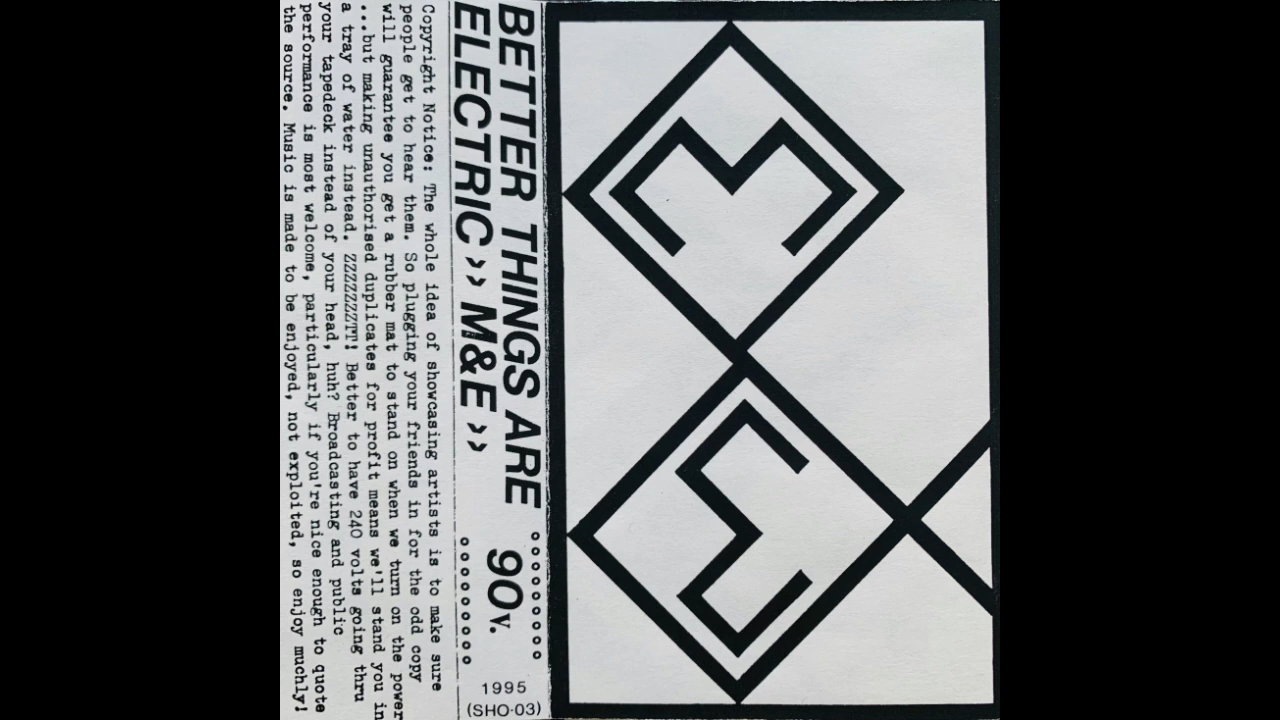 BETTER THINGS ARE
ELECTRIC >> M&E >>
90v.
1995
(SHO-03)
Copyright Notice: The whole idea of showcasing artists is to make sure
people get to hear them. So plugging your friends in for the odd copy
will guarantee you get a rubber mat to stand on when we turn on the power
...but making unauthorised duplicates for profit means we'll stand you in
a tray of water instead. ZZZZZZZTT! Better to have 240 volts going thru
your tapedeck instead of your head, huh? Broadcasting and public
performance is most welcome, particularly if you're nice enough to quote
the source. Music is made to be enjoyed, not exploited, so enjoy muchly!